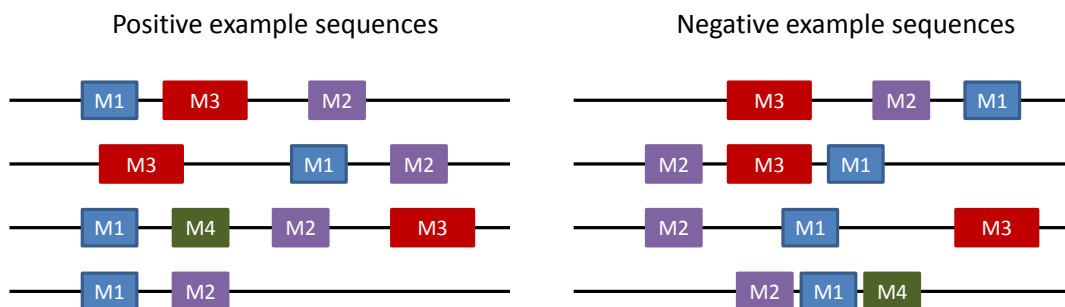 Positive example sequences
M1 M3 M2
M3 M1 M2
M1 M4 M2 M3
M1 M2
Negative example sequences
M3 M2 M1
M2 M3 M1
M2 M1 M3
M2 M1 M4